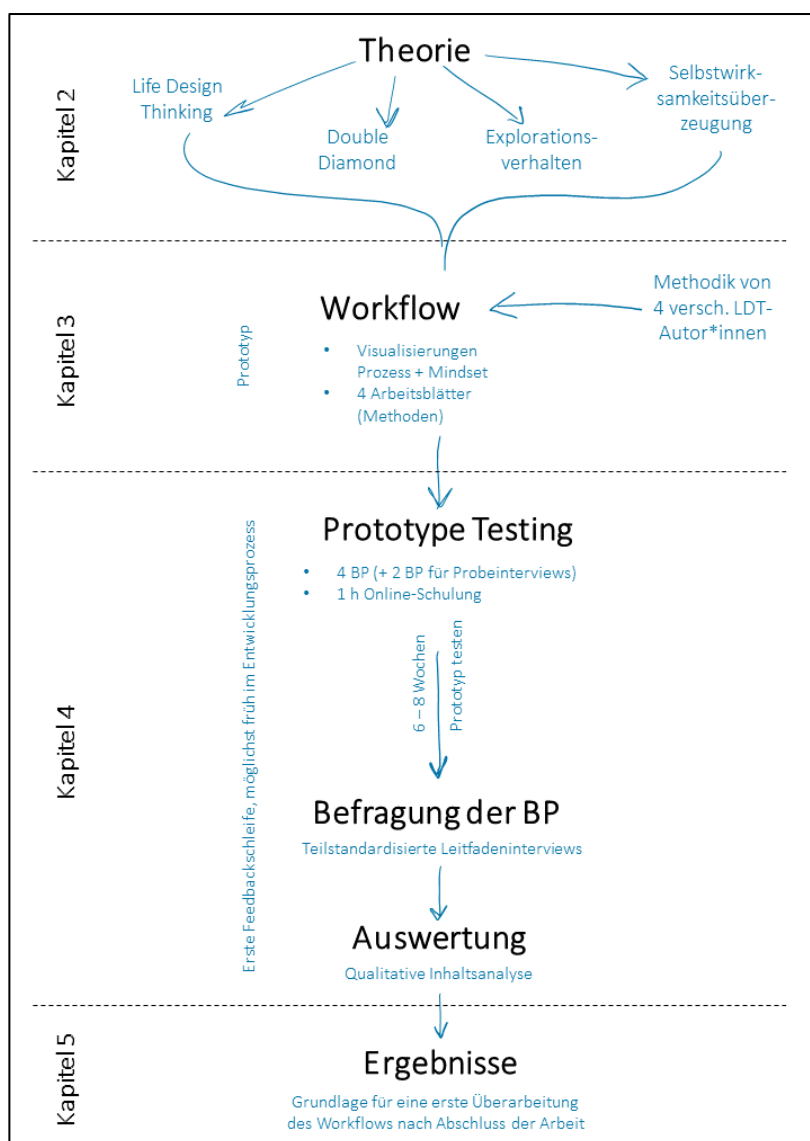 Kapitel 2
Theorie
Life Design
Thinking
Double
Diamond
Explorations-
verhalten
Selbstwirk-
samkeitsüber-
zeugung
Kapitel 3
Prototyp
Workflow
• Visualisierungen
Prozess + Mindset
• 4 Arbeitsblätter
(Methoden)
Methodik von
4 versch. LDT-
Autor*innen
Kapitel 4
Erste Feedbackschleife, möglichst früh im Entwicklungsprozess
Prototype Testing
• 4 BP (+ 2 BP für Probeinterviews)
• 1 h Online-Schulung
6 – 8 Wochen
Prototyp testen
Befragung der BP
Teilstandardisierte Leitfadeninterviews
Auswertung
Qualitative Inhaltsanalyse
Kapitel 5
Ergebnisse
Grundlage für eine erste Überarbeitung
des Workflows nach Abschluss der Arbeit